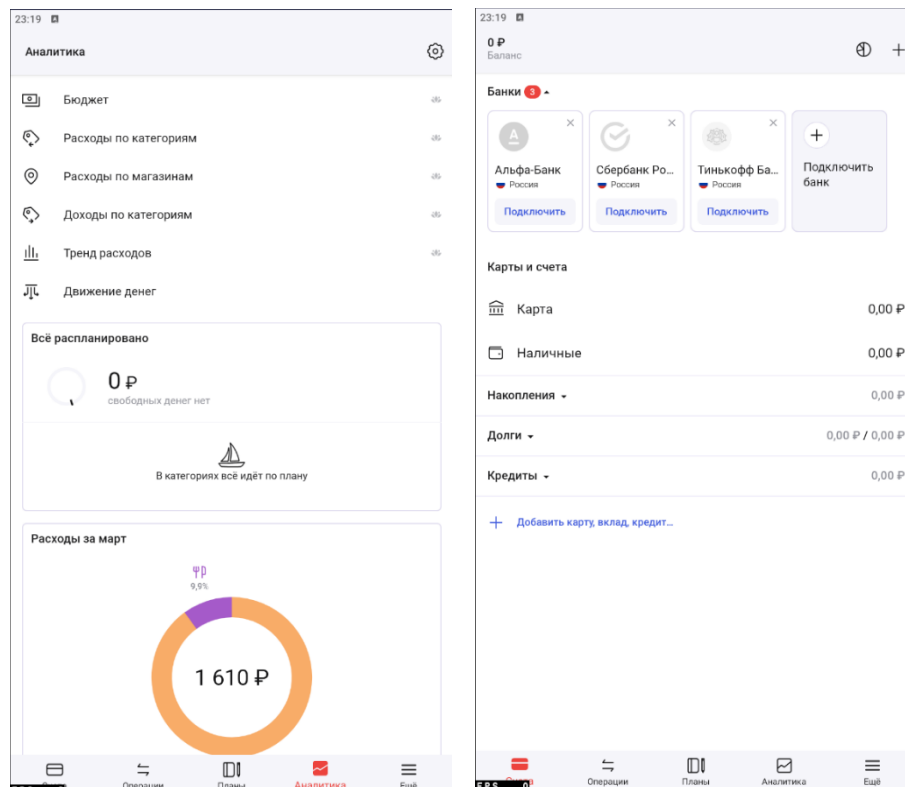 23:19
Аналитика
Бюджет
Расходы по категориям
Расходы по магазинам
Доходы по категориям
Тренд расходов
Движение денег
Всё распланировано
0 ₽
свободных денег нет
В категориях всё идёт по плану
Расходы за март
9,9%
1 610 ₽
Операции
Планы
Аналитика
Ещё
23:19
0 ₽
Баланс
Банки 3
Альфа-Банк
Россия
Подключить
Сбербанк Ро...
Россия
Подключить
Тинькофф Ба...
Россия
Подключить
Подключить
банк
Карты и счета
Карта 0,00 ₽
Наличные 0,00 ₽
Накопления 0,00 ₽
Долги 0,00 ₽ / 0,00 ₽
Кредиты 0,00 ₽
Добавить карту, вклад, кредит...
FPS 0
Операции
Планы
Аналитика
Ещё